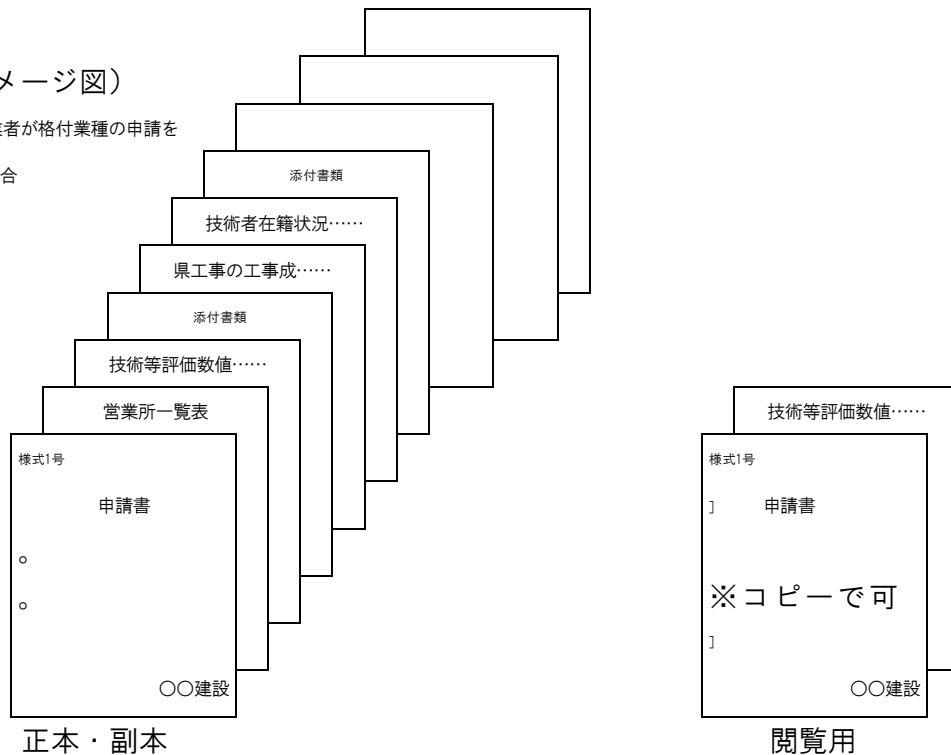 メージ図）
業者が格付業種の申請を
合
添付書類
技術者在籍状況……
県工事の工事成……
添付書類
技術等評価数値……
営業所一覧表
様式1号
申請書
○
○
○○建設
正本・副本
技術等評価数値……
様式1号
］ 申請書
※コピーで可
］
○○建設
閲覧用